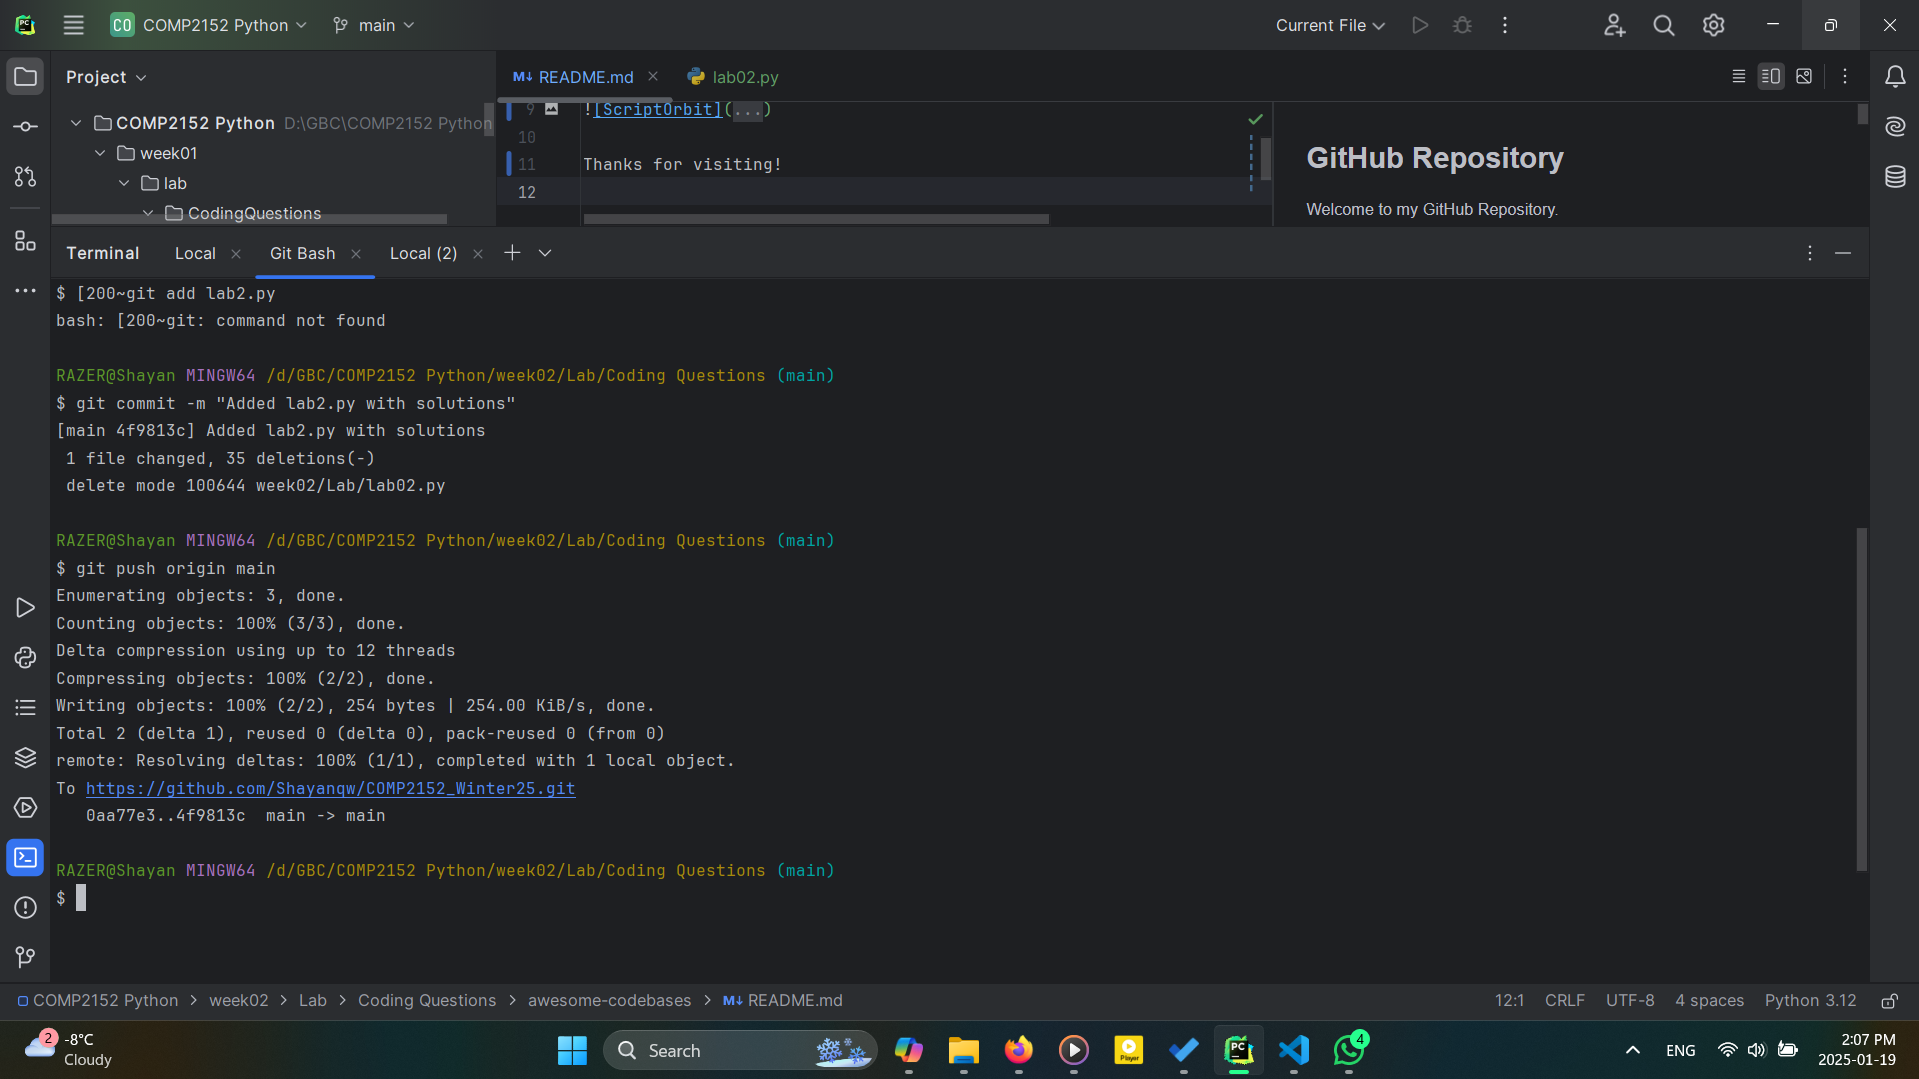 CO COMP2152 Python main Current File
Project
README.md lab02.py
COMP2152 Python D:\GBC\COMP2152 Python
week01
lab
CodingQuestions
9 ![ScriptOrbit](...)
10
11 Thanks for visiting!
12
GitHub Repository
Welcome to my GitHub Repository.
Terminal Local Git Bash Local (2)
$ [200~git add lab2.py
bash: [200~git: command not found
RAZER@Shayan MINGW64 /d/GBC/COMP2152 Python/week02/Lab/Coding Questions (main)
$ git commit -m "Added lab2.py with solutions"
[main 4f9813c] Added lab2.py with solutions
1 file changed, 35 deletions(-)
delete mode 100644 week02/Lab/lab02.py
RAZER@Shayan MINGW64 /d/GBC/COMP2152 Python/week02/Lab/Coding Questions (main)
$ git push origin main
Enumerating objects: 3, done.
Counting objects: 100% (3/3), done.
Delta compression using up to 12 threads
Compressing objects: 100% (2/2), done.
Writing objects: 100% (2/2), 254 bytes | 254.00 KiB/s, done.
Total 2 (delta 1), reused 0 (delta 0), pack-reused 0 (from 0)
remote: Resolving deltas: 100% (1/1), completed with 1 local object.
To https://github.com/Shayanqw/COMP2152_Winter25.git
0aa77e3..4f9813c main -> main
RAZER@Shayan MINGW64 /d/GBC/COMP2152 Python/week02/Lab/Coding Questions (main)
$
COMP2152 Python > week02 > Lab > Coding Questions > awesome-codebases > M↓ README.md 12:1 CRLF UTF-8 4 spaces Python 3.12
2 -8°C
Cloudy
Search
PC
Player
4
ENG
2:07 PM
2025-01-19